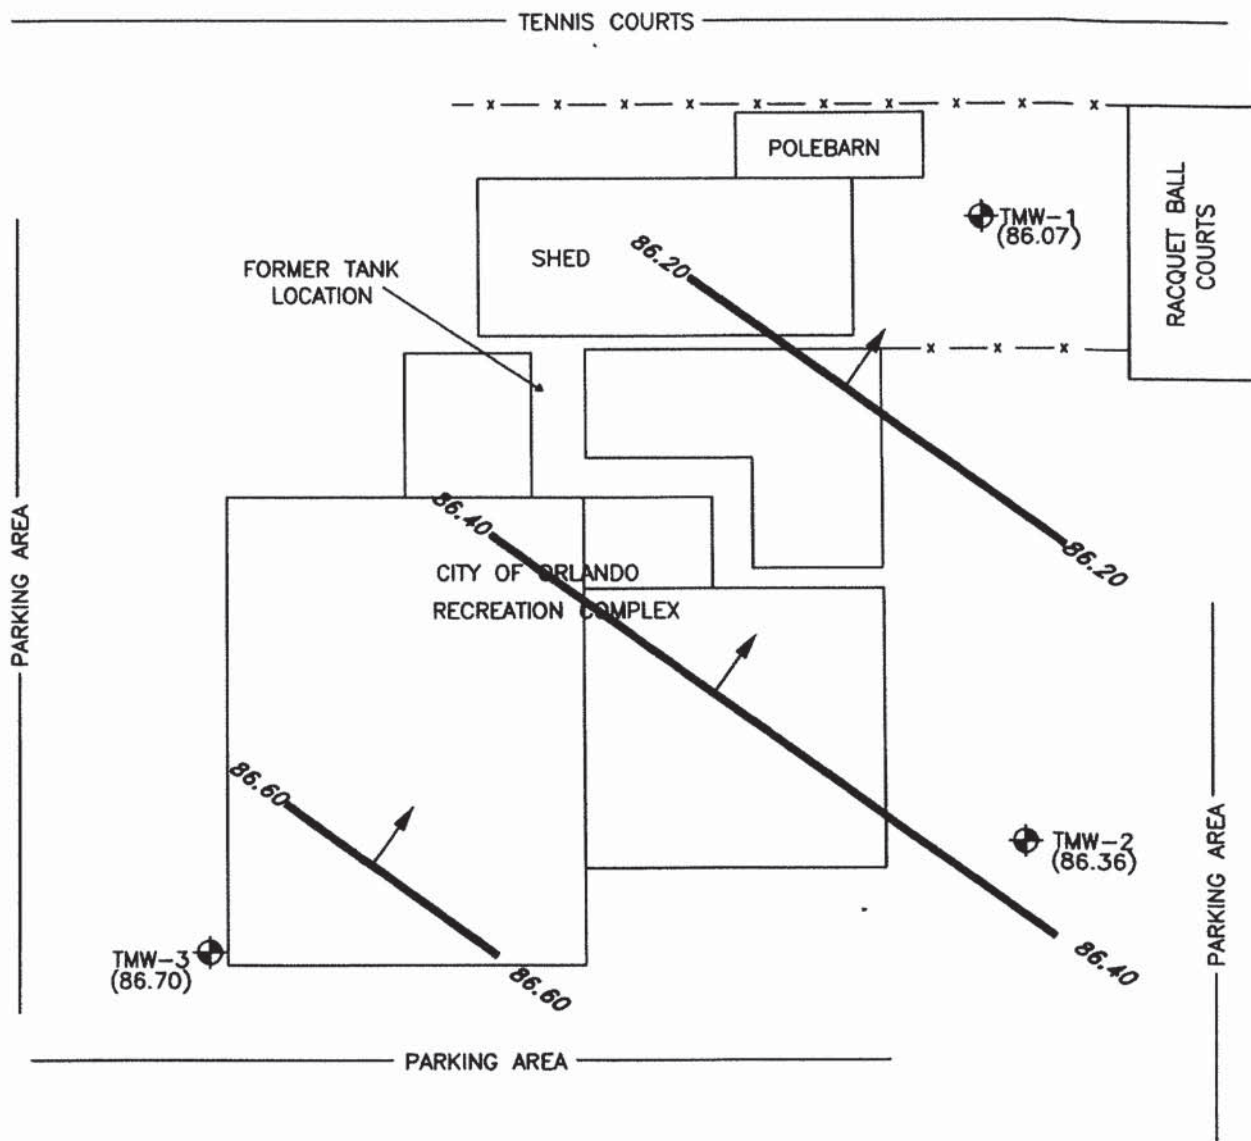 TENNIS COURTS
x x x x x x x x x x
POLEBARN
TMW-1
(86.07)
RACQUET BALL
COURTS
SHED
86.20
FORMER TANK
LOCATION
x x x
86.40
86.20
CITY OF ORLANDO
RECREATION COMPLEX
PARKING AREA
86.60
TMW-2
(86.36)
PARKING AREA
TMW-3
(86.70)
86.60
86.40
PARKING AREA